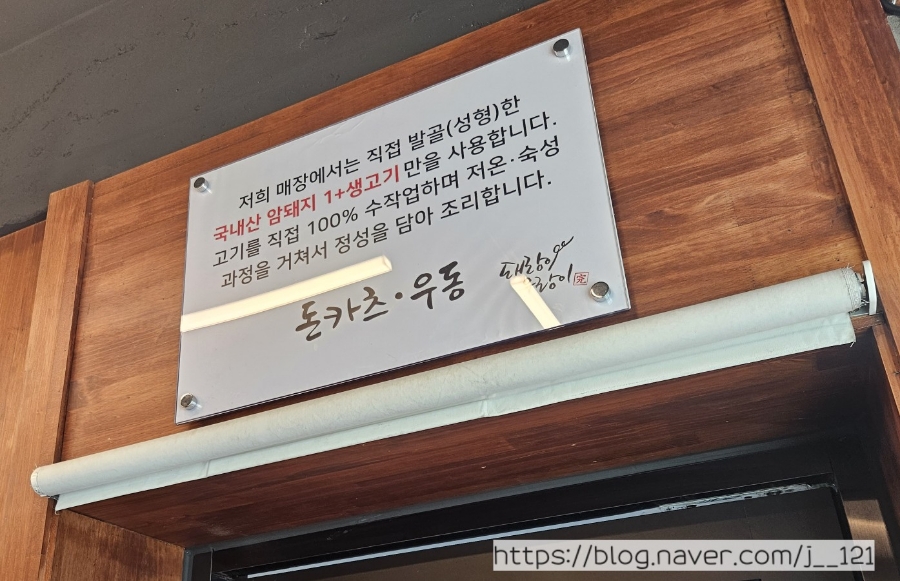 저희 매장에서는 직접 발골(성형)한
국내산 암돼지 1+생고기만을 사용합니다.
고기를 직접 100% 수작업하며 저온·숙성
과정을 거쳐서 정성을 담아 조리합니다.
돈카츠·우동
https://blog.naver.com/j__121